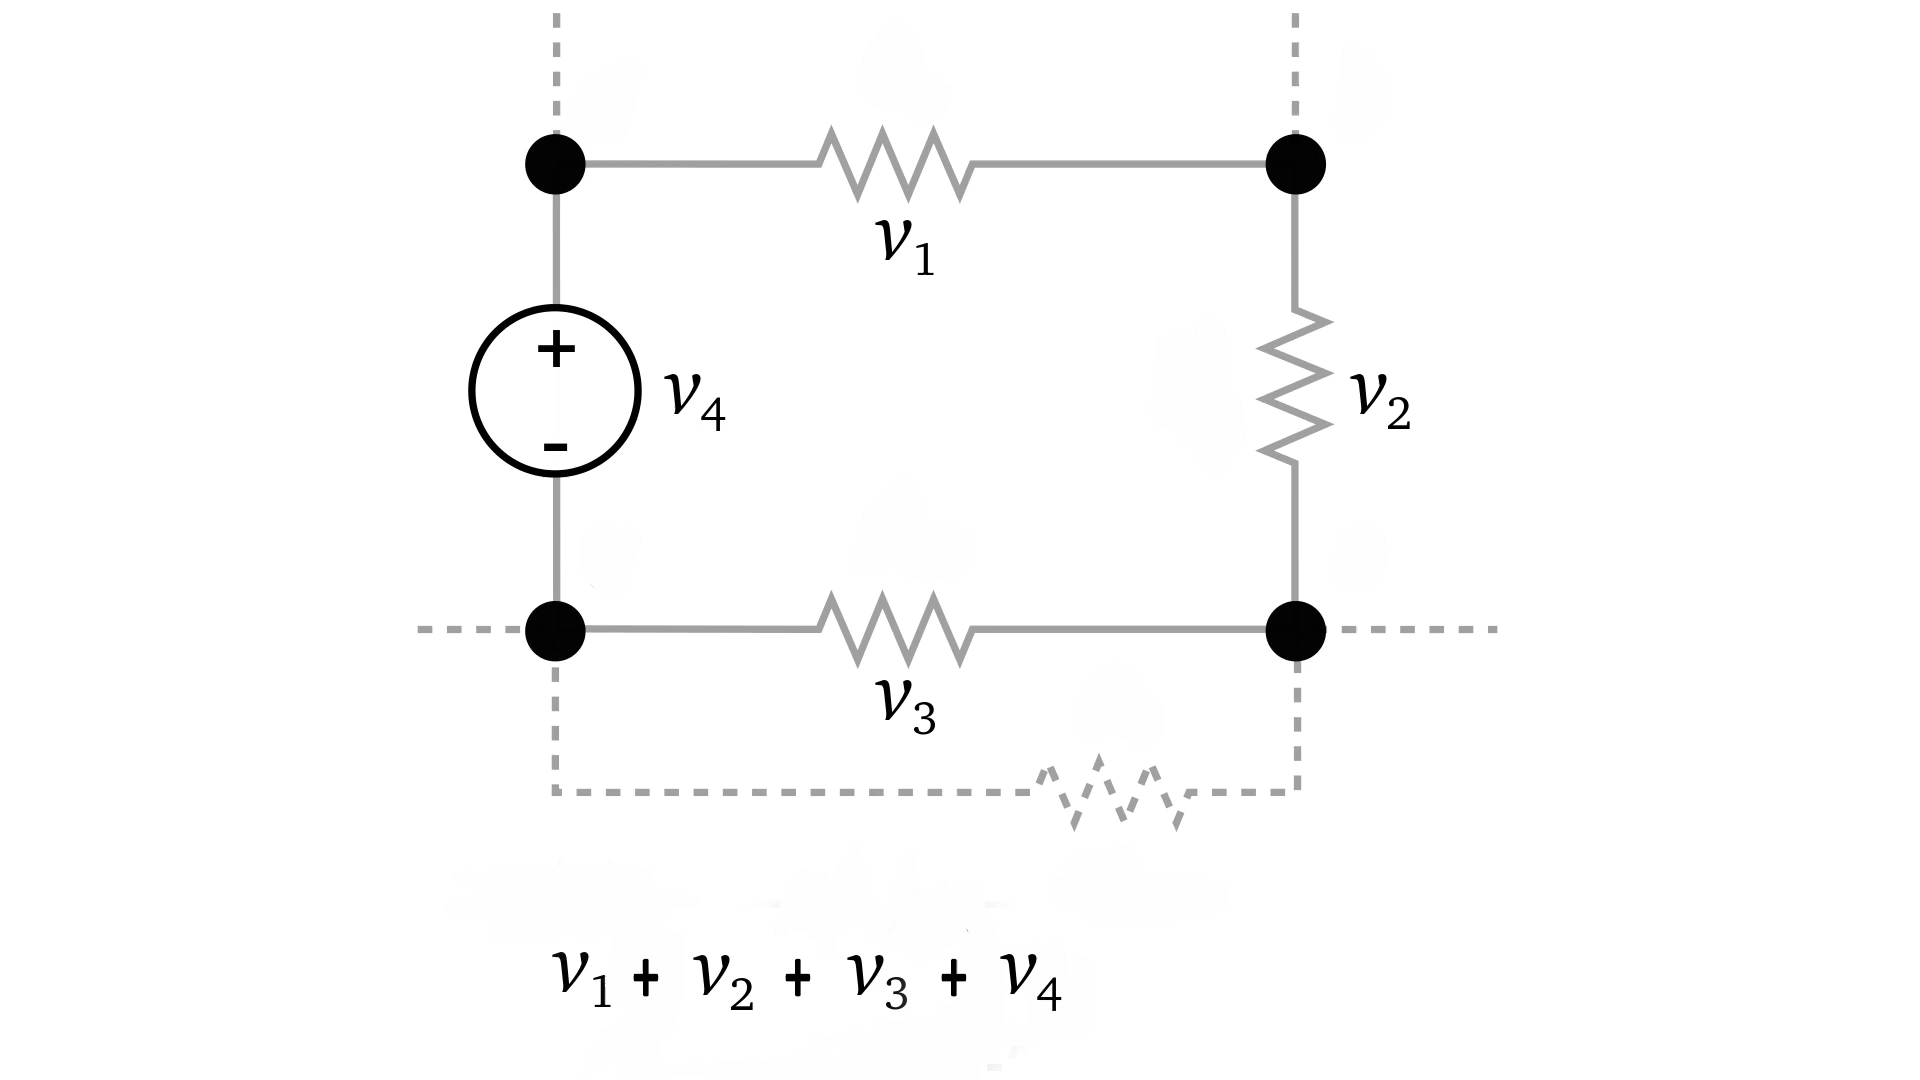 v₁
+
v₄
v₂
-
v₃
v₁ + v₂ + v₃ + v₄